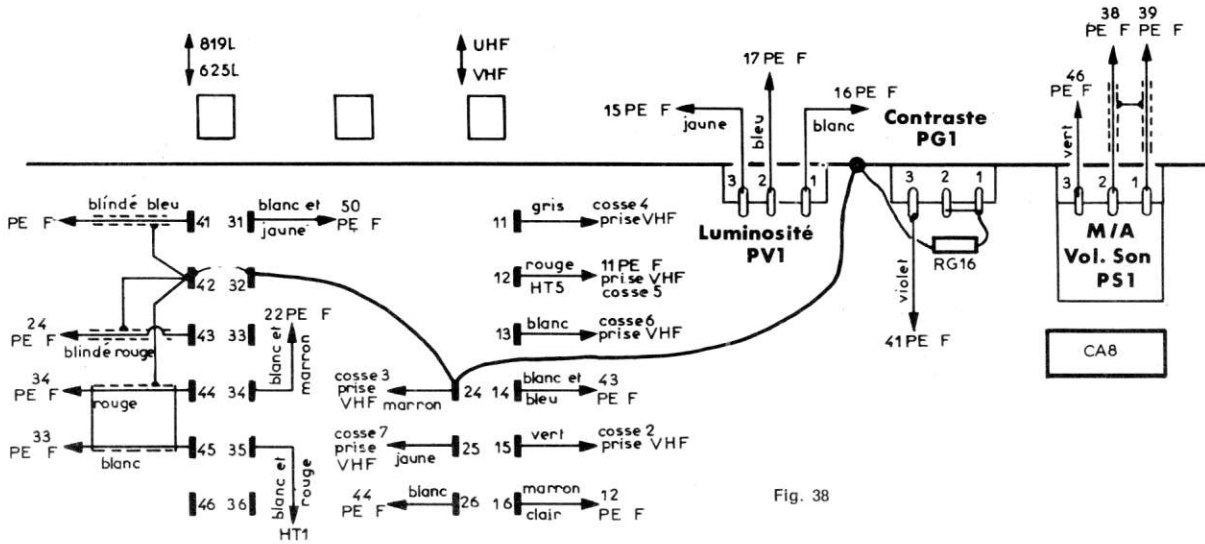 819L
625L
UHF
VHF
38
PE F
39
PE F
46
PE F
17 PE F
15 PE F
jaune
bleu
16 PE F
blanc
Contraste
PG1
vert
3 2 1
3 2 1
3 2 1
Luminosité
PV1
RG16
M/A
Vol. Son
PS1
violet
41 PE F
CA8
PE F
blindé bleu
41 31
blanc et
jaune
50
PE F
11
gris
cosse 4
prise VHF
42 32
12
rouge
HT5
11 PE F
prise VHF
cosse 5
24
PE F
blindé rouge
43 33
22 PE F
13
blanc
cosse 6
prise VHF
34
PE F
rouge
44 34
blanc et
marron
cosse 3
prise
VHF
marron
24 14
blanc et
bleu
43
PE F
33
PE F
blanc
45 35
blanc et
rouge
cosse 7
prise
VHF
jaune
25 15
vert
cosse 2
prise VHF
46 36
HT1
44
PE F
blanc
26 16
marron
clair
12
PE F
Fig. 38